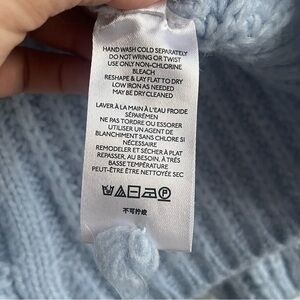 HAND WASH COLD SEPARATELY
DO NOT WRING OR TWIST
USE ONLY NON-CHLORINE
BLEACH
RESHAPE & LAY FLAT TO DRY
LOW IRON AS NEEDED
MAY BE DRY CLEANED
LAVER À LA MAIN À L'EAU FROIDE
SÉPARÉMEN
NE PAS TORDRE OU ESSORER
UTILISER UN AGENT DE
BLANCHIMENT SANS CHLORE SI
NÉCESSAIRE
REMODELER ET SÉCHER À PLAT
REPASSER, AU BESOIN, À TRÉS
BASSE TEMPÉRATURE
PEUT-ÊTRE ÊTRE NETTOYÉE SEC
不可拧绞